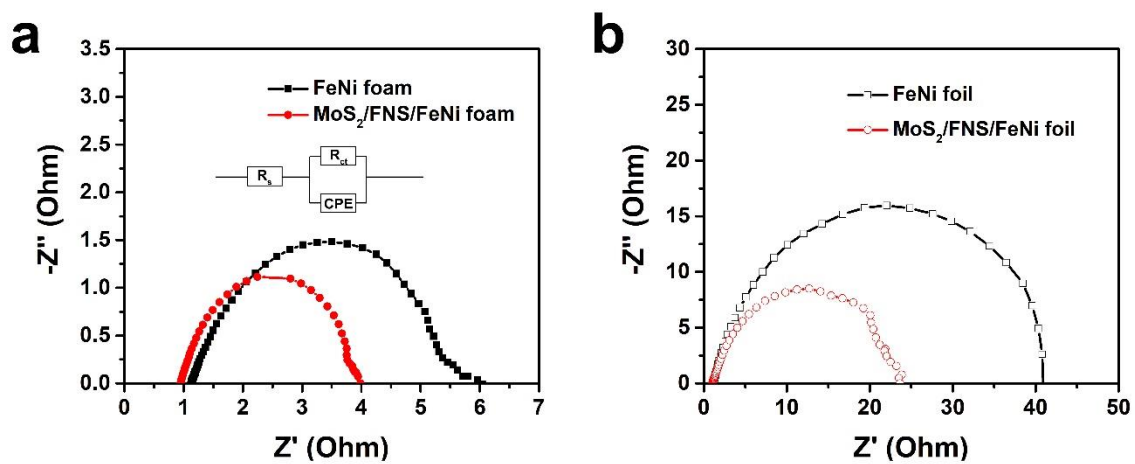 a
3.5
3.0
2.5
2.0
1.5
1.0
0.5
0.0
-Z" (Ohm)
FeNi foam
MoS₂/FNS/FeNi foam
Rct
Rs
CPE
0 1 2 3 4 5 6 7
Z' (Ohm)
b
30
25
20
15
10
5
0
-Z" (Ohm)
FeNi foil
MoS₂/FNS/FeNi foil
0 10 20 30 40 50
Z' (Ohm)